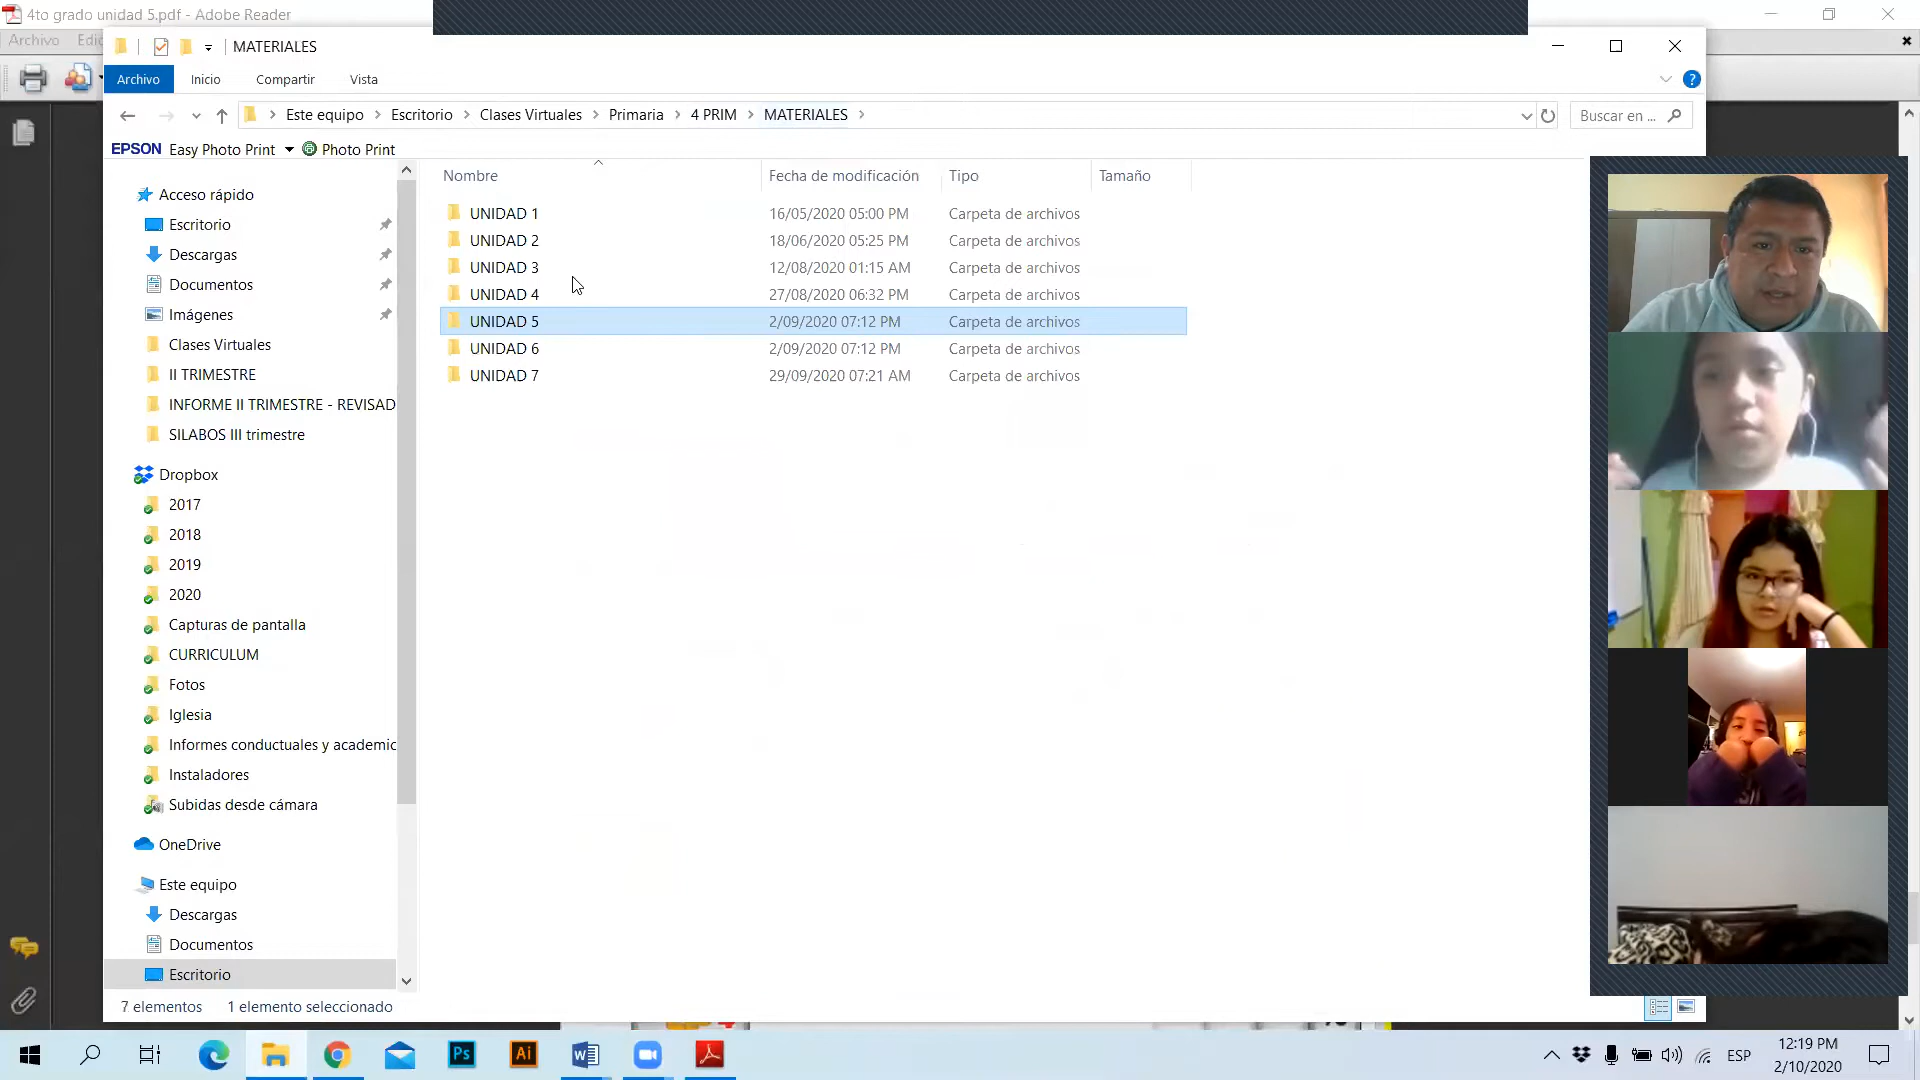 4to grado unidad 5.pdf - Adobe Reader
Archivo
MATERIALES
Archivo Inicio Compartir Vista
Este equipo Escritorio Clases Virtuales Primaria 4 PRIM MATERIALES
Buscar en ...
EPSON Easy Photo Print Photo Print
Nombre Fecha de modificación Tipo Tamaño
UNIDAD 1 16/05/2020 05:00 PM Carpeta de archivos
UNIDAD 2 18/06/2020 05:25 PM Carpeta de archivos
UNIDAD 3 12/08/2020 01:15 AM Carpeta de archivos
UNIDAD 4 27/08/2020 06:32 PM Carpeta de archivos
UNIDAD 5 2/09/2020 07:12 PM Carpeta de archivos
UNIDAD 6 2/09/2020 07:12 PM Carpeta de archivos
UNIDAD 7 29/09/2020 07:21 AM Carpeta de archivos
Acceso rápido
Escritorio
Descargas
Documentos
Imágenes
Clases Virtuales
II TRIMESTRE
INFORME II TRIMESTRE - REVISAD
SILABOS III trimestre
Dropbox
2017
2018
2019
2020
Capturas de pantalla
CURRICULUM
Fotos
Iglesia
Informes conductuales y academic
Instaladores
Subidas desde cámara
OneDrive
Este equipo
Descargas
Documentos
Escritorio
7 elementos 1 elemento seleccionado
Ps Ai
ESP
12:19 PM
2/10/2020